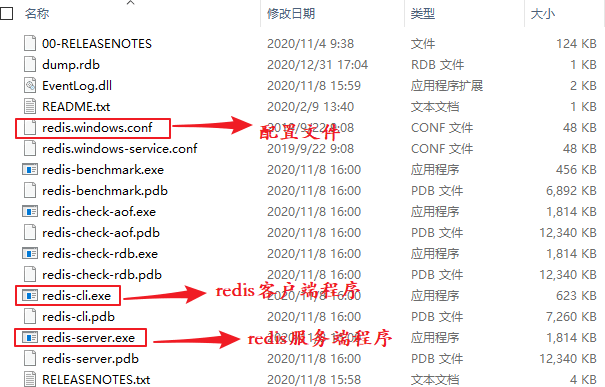 名称 修改日期 类型 大小
00-RELEASENOTES 2020/11/4 9:38 文件 124 KB
dump.rdb 2020/12/31 17:04 RDB 文件 1 KB
EventLog.dll 2020/11/8 15:59 应用程序扩展 2 KB
README.txt 2020/2/9 13:40 文本文档 1 KB
redis.windows.conf 配置文件 2019/9/22 9:08 CONF 文件 48 KB
redis.windows-service.conf 2019/9/22 9:08 CONF 文件 48 KB
redis-benchmark.exe 2020/11/8 16:00 应用程序 456 KB
redis-benchmark.pdb 2020/11/8 16:00 PDB 文件 6,892 KB
redis-check-aof.exe 2020/11/8 16:00 应用程序 1,814 KB
redis-check-aof.pdb 2020/11/8 16:00 PDB 文件 12,340 KB
redis-check-rdb.exe 2020/11/8 16:00 应用程序 1,814 KB
redis-check-rdb.pdb 2020/11/8 16:00 PDB 文件 12,340 KB
redis客户端程序
redis-cli.exe 应用程序 623 KB
redis-cli.pdb 2020/11/8 16:00 PDB 文件 7,260 KB
redis-server.exe redis服务端程序 应用程序 1,814 KB
redis-server.pdb 2020/11/8 16:00 PDB 文件 12,340 KB
RELEASENOTES.txt 2020/11/8 15:58 文本文档 4 KB